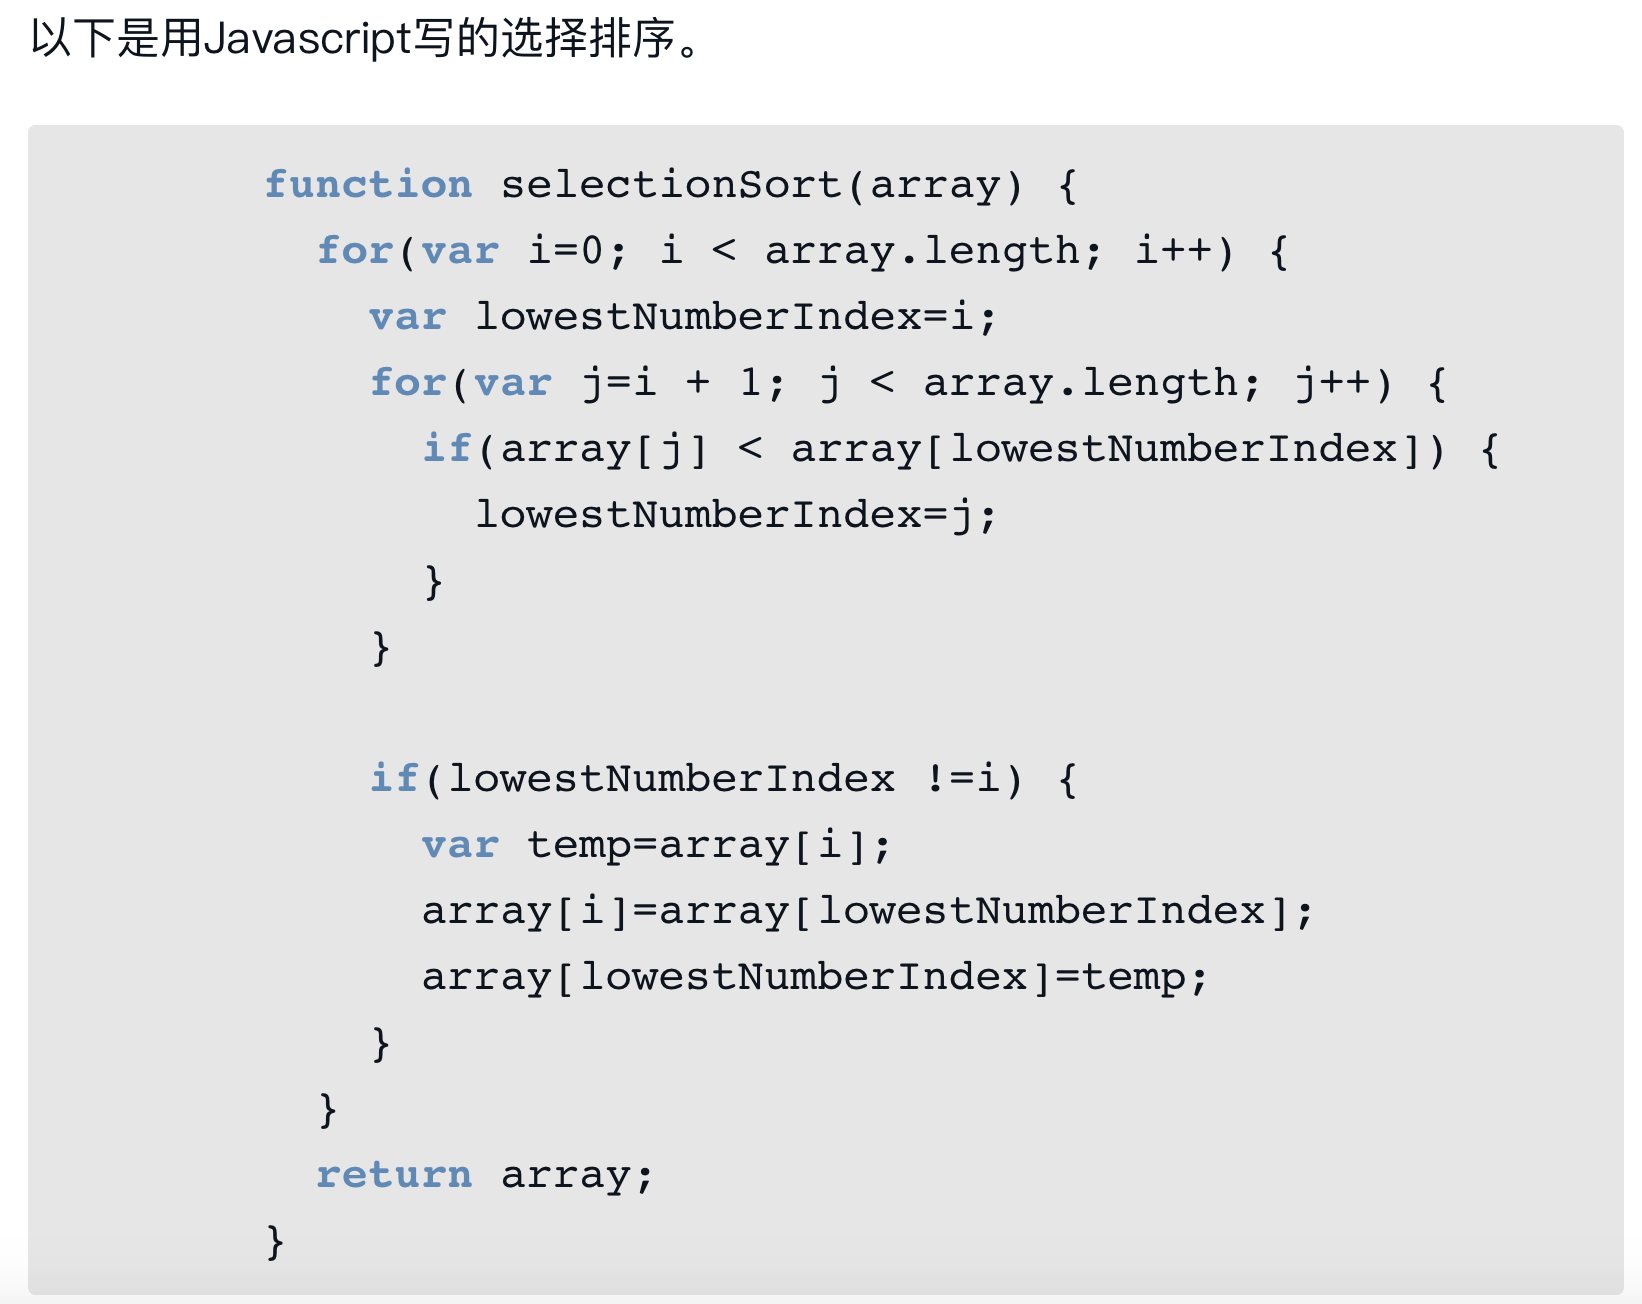 以下是用Javascript写的选择排序。
function selectionSort(array) {
for(var i=0; i < array.length; i++) {
var lowestNumberIndex=i;
for(var j=i + 1; j < array.length; j++) {
if(array[j] < array[lowestNumberIndex]) {
lowestNumberIndex=j;
}
}
if(lowestNumberIndex !=i) {
var temp=array[i];
array[i]=array[lowestNumberIndex];
array[lowestNumberIndex]=temp;
}
}
return array;
}